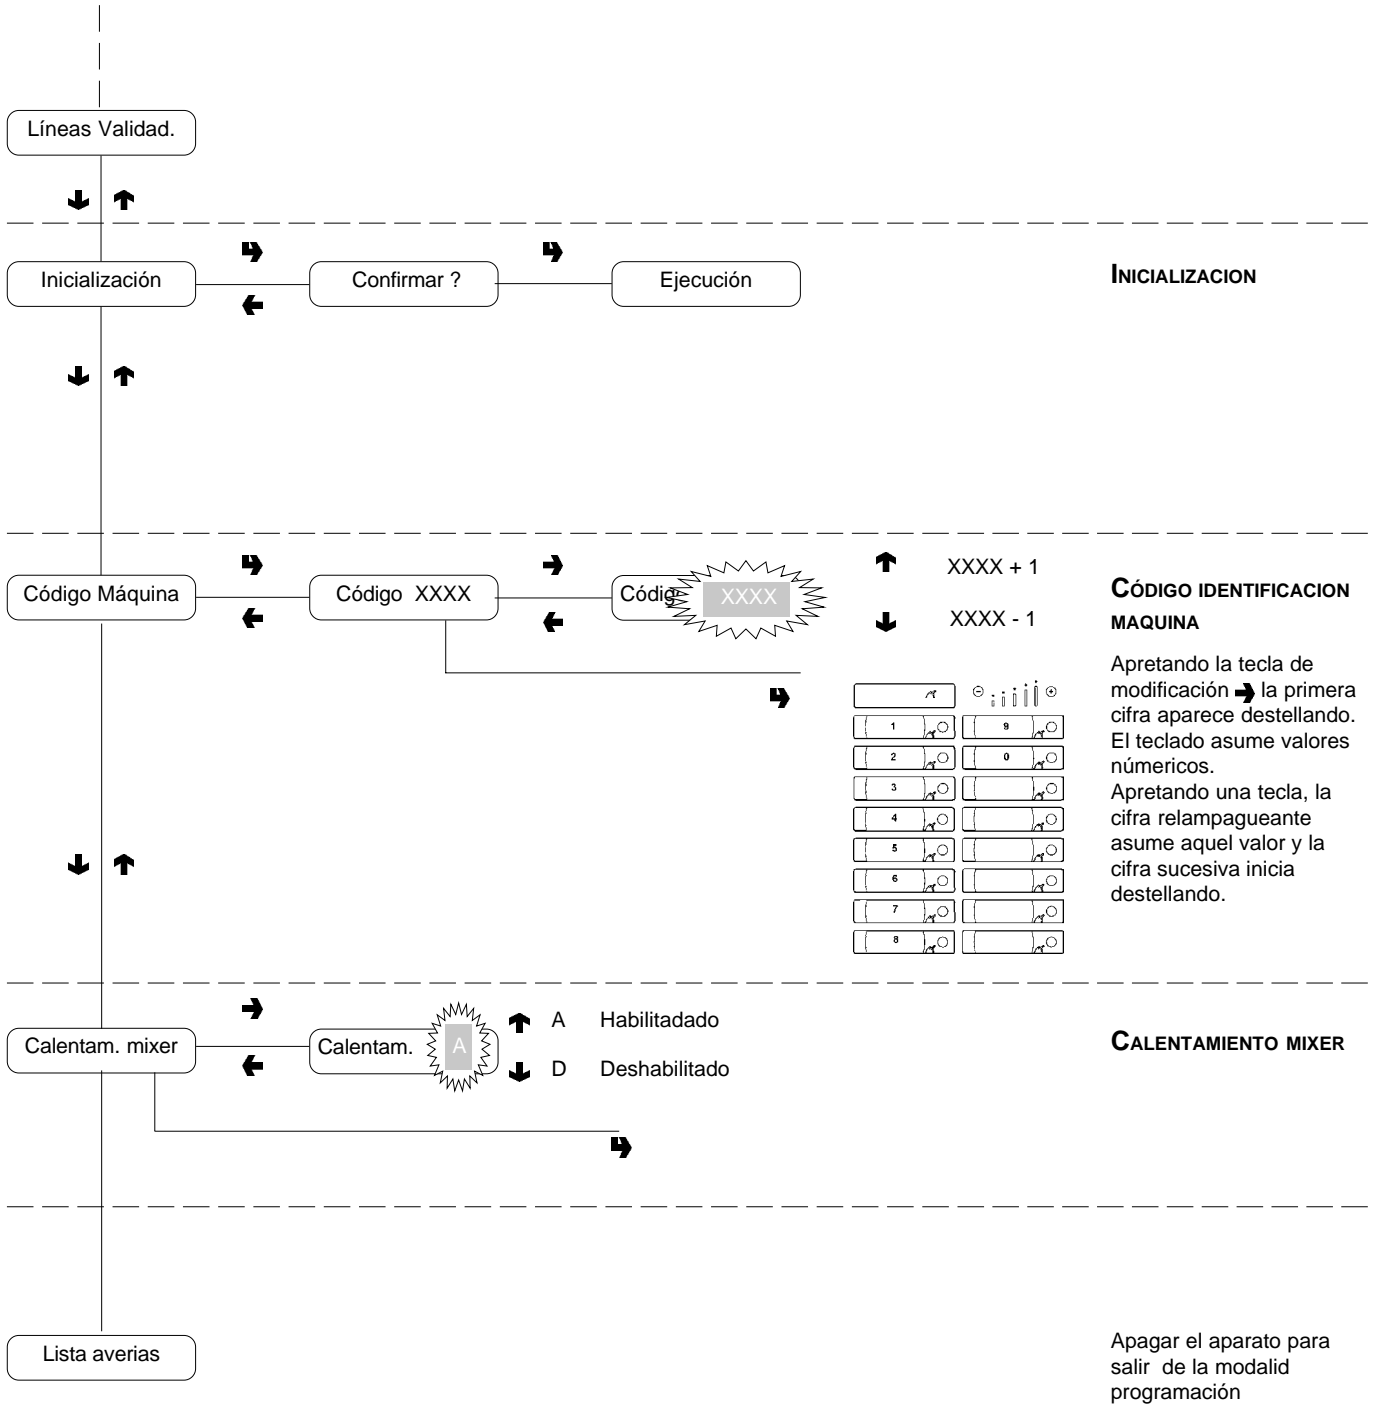 Líneas Validad.
Inicialización
Confirmar ?
Ejecución
INICIALIZACION
Código Máquina
Código XXXX
Códig
XXXX
XXXX + 1
XXXX - 1
CÓDIGO IDENTIFICACION
MAQUINA
Apretando la tecla de
modificación la primera
cifra aparece destellando.
El teclado asume valores
númericos.
Apretando una tecla, la
cifra relampagueante
asume aquel valor y la
cifra sucesiva inicia
destellando.
1 9
2 0
3
4
5
6
7
8
Calentam. mixer
Calentam. A
A Habilitadado
D Deshabilitado
CALENTAMIENTO MIXER
Lista averias
Apagar el aparato para
salir de la modalid
programación